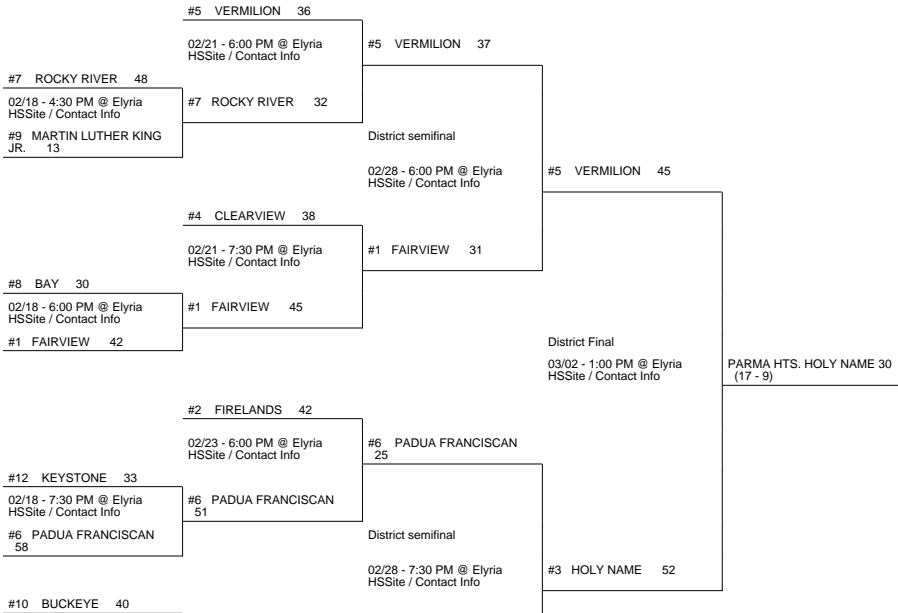 #5 VERMILION 36
02/21 - 6:00 PM @ Elyria
HSSite / Contact Info
#5 VERMILION 37
#7 ROCKY RIVER 48
02/18 - 4:30 PM @ Elyria
HSSite / Contact Info
#7 ROCKY RIVER 32
#9 MARTIN LUTHER KING
JR. 13
District semifinal
02/28 - 6:00 PM @ Elyria
HSSite / Contact Info
#5 VERMILION 45
#4 CLEARVIEW 38
02/21 - 7:30 PM @ Elyria
HSSite / Contact Info
#1 FAIRVIEW 31
#8 BAY 30
02/18 - 6:00 PM @ Elyria
HSSite / Contact Info
#1 FAIRVIEW 45
#1 FAIRVIEW 42
District Final
03/02 - 1:00 PM @ Elyria
HSSite / Contact Info
PARMA HTS. HOLY NAME 30
(17 - 9)
#2 FIRELANDS 42
02/23 - 6:00 PM @ Elyria
HSSite / Contact Info
#6 PADUA FRANCISCAN
25
#12 KEYSTONE 33
02/18 - 7:30 PM @ Elyria
HSSite / Contact Info
#6 PADUA FRANCISCAN
51
#6 PADUA FRANCISCAN
58
District semifinal
02/28 - 7:30 PM @ Elyria
HSSite / Contact Info
#3 HOLY NAME 52
#10 BUCKEYE 40